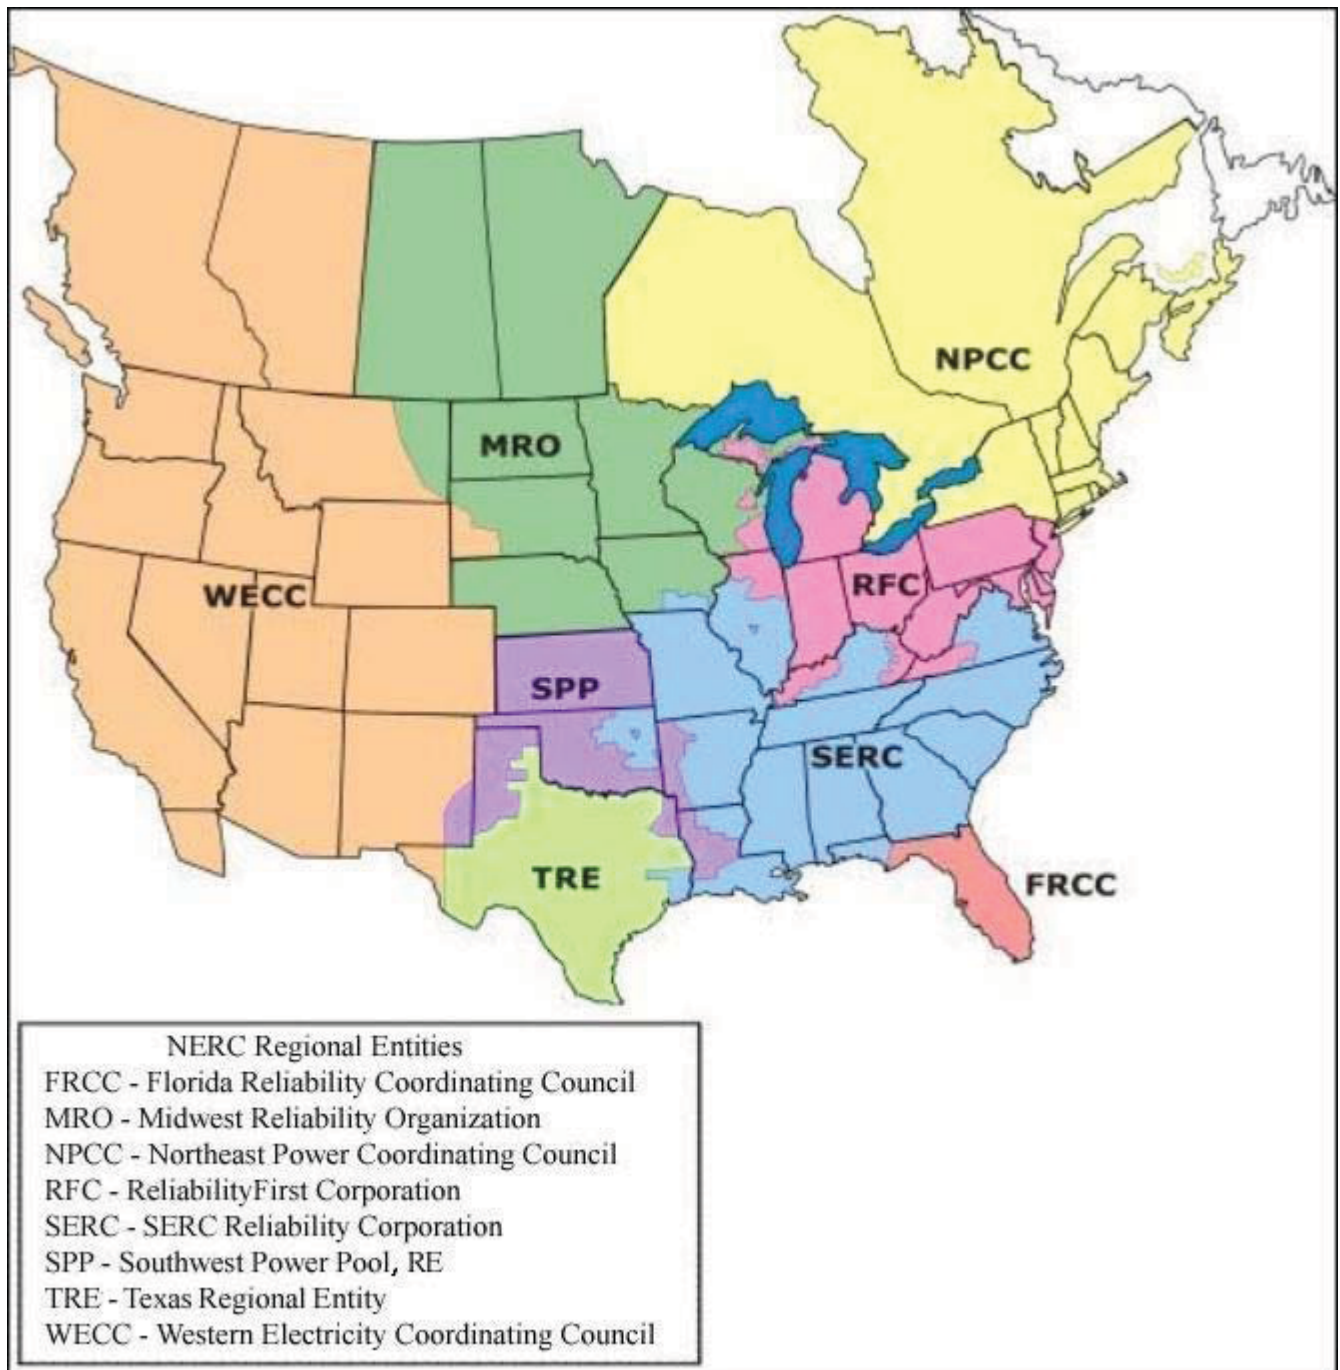 NPCC
MRO
RFC
WECC
SPP
SERC
TRE
FRCC
NERC Regional Entities
FRCC - Florida Reliability Coordinating Council
MRO - Midwest Reliability Organization
NPCC - Northeast Power Coordinating Council
RFC - ReliabilityFirst Corporation
SERC - SERC Reliability Corporation
SPP - Southwest Power Pool, RE
TRE - Texas Regional Entity
WECC - Western Electricity Coordinating Council